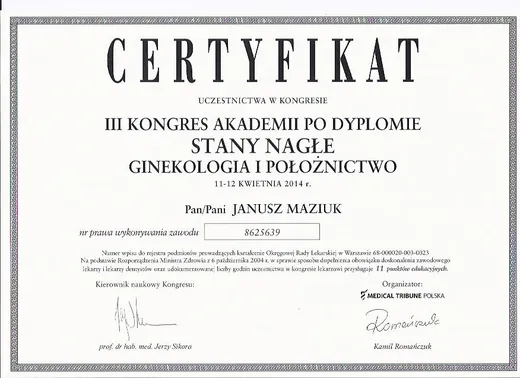 CERTYFIKAT
UCZESTNICTWA W KONGRESIE
III KONGRES AKADEMII PO DYPLOMIE
STANY NAGŁE
GINEKOLOGIA I POŁOŻNICTWO
11-12 KWIETNIA 2014 r.
Pan/Pani JANUSZ MAZIUK
nr prawa wykonywania zawodu 8625639
Numer wpisu do rejestru podmiotów prowadzących kształcenie Okręgowej Rady Lekarskiej w Warszawie 68-000020-003-0023
Na podstawie Rozporządzenia Ministra Zdrowia z 6 października 2004 r. w sprawie sposobu dopełnienia obowiązku doskonalenia zawodowego
lekarzy i lekarzy dentystów oraz udokumentowanej liczby godzin uczestnictwa w kongresie lekarzowi przysługuje 11 punktów edukacyjnych.
Kierownik naukowy Kongresu:
Organizator:
MEDICAL TRIBUNE POLSKA
Romańczuk
prof. dr hab. med. Jerzy Sikora
Kamil Romańczuk